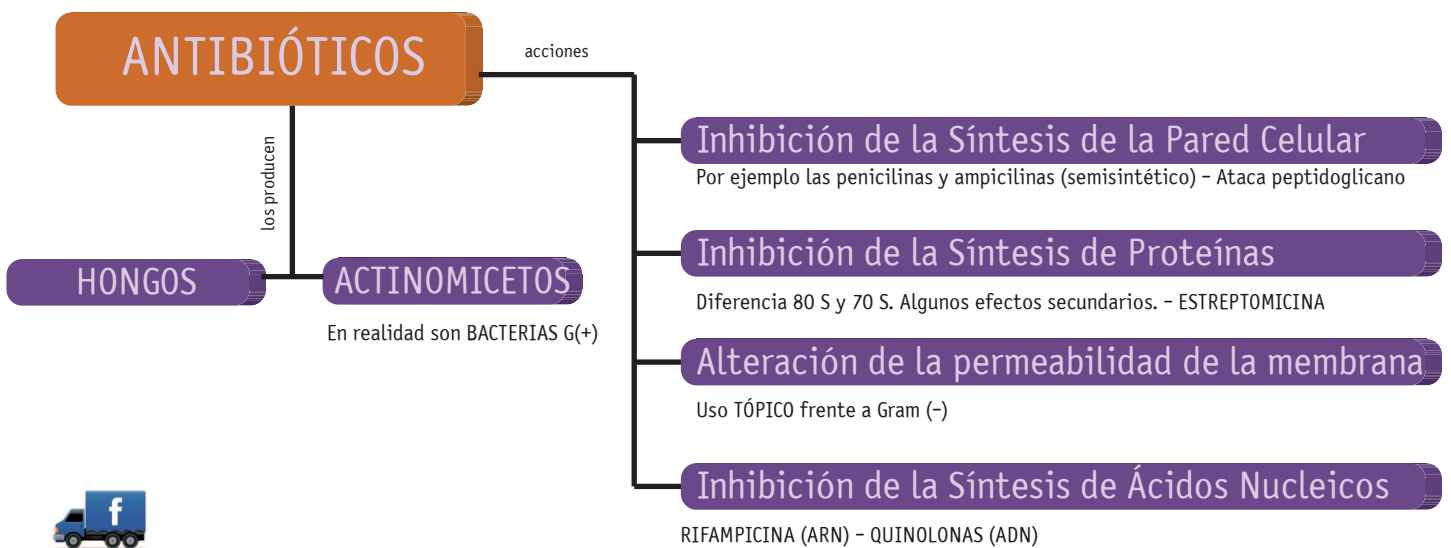 ANTIBIÓTICOS
acciones
los producen
HONGOS
ACTINOMICETOS
En realidad son BACTERIAS G(+)
Inhibición de la Síntesis de la Pared Celular
Por ejemplo las penicilinas y ampicilinas (semisintético) – Ataca peptidoglicano
Inhibición de la Síntesis de Proteínas
Diferencia 80 S y 70 S. Algunos efectos secundarios. – ESTREPTOMICINA
Alteración de la permeabilidad de la membrana
Uso TÓPICO frente a Gram (–)
Inhibición de la Síntesis de Ácidos Nucleicos
RIFAMPICINA (ARN) – QUINOLONAS (ADN)
f